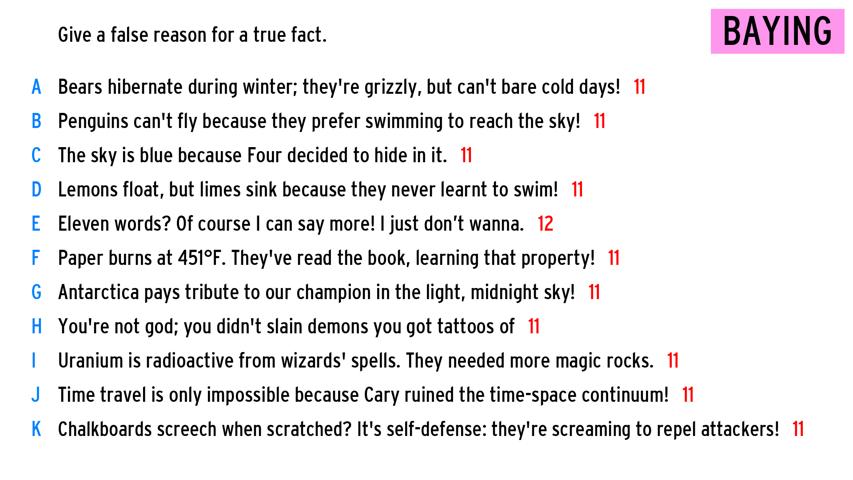 Give a false reason for a true fact.
BAYING
A Bears hibernate during winter; they're grizzly, but can't bare cold days! 11
B Penguins can't fly because they prefer swimming to reach the sky! 11
C The sky is blue because Four decided to hide in it. 11
D Lemons float, but limes sink because they never learnt to swim! 11
E Eleven words? Of course I can say more! I just don’t wanna. 12
F Paper burns at 451°F. They've read the book, learning that property! 11
G Antarctica pays tribute to our champion in the light, midnight sky! 11
H You're not god; you didn't slain demons you got tattoos of 11
I Uranium is radioactive from wizards' spells. They needed more magic rocks. 11
J Time travel is only impossible because Cary ruined the time-space continuum! 11
K Chalkboards screech when scratched? It's self-defense: they're screaming to repel attackers! 11